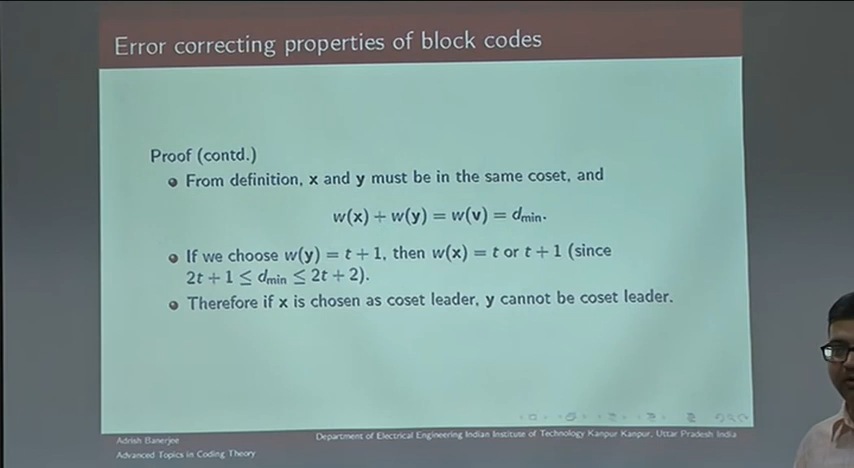 Error correcting properties of block codes
Proof (contd.)
From definition, x and y must be in the same coset, and
w(x) + w(y) = w(v) = dmin.
If we choose w(y) = t + 1, then w(x) = t or t + 1 (since
2t + 1 ≤ dmin ≤ 2t + 2).
Therefore if x is chosen as coset leader, y cannot be coset leader.
Adrish Banerjee
Department of Electrical Engineering Indian Institute of Technology Kanpur Kanpur, Uttar Pradesh India
Advanced Topics in Coding Theory